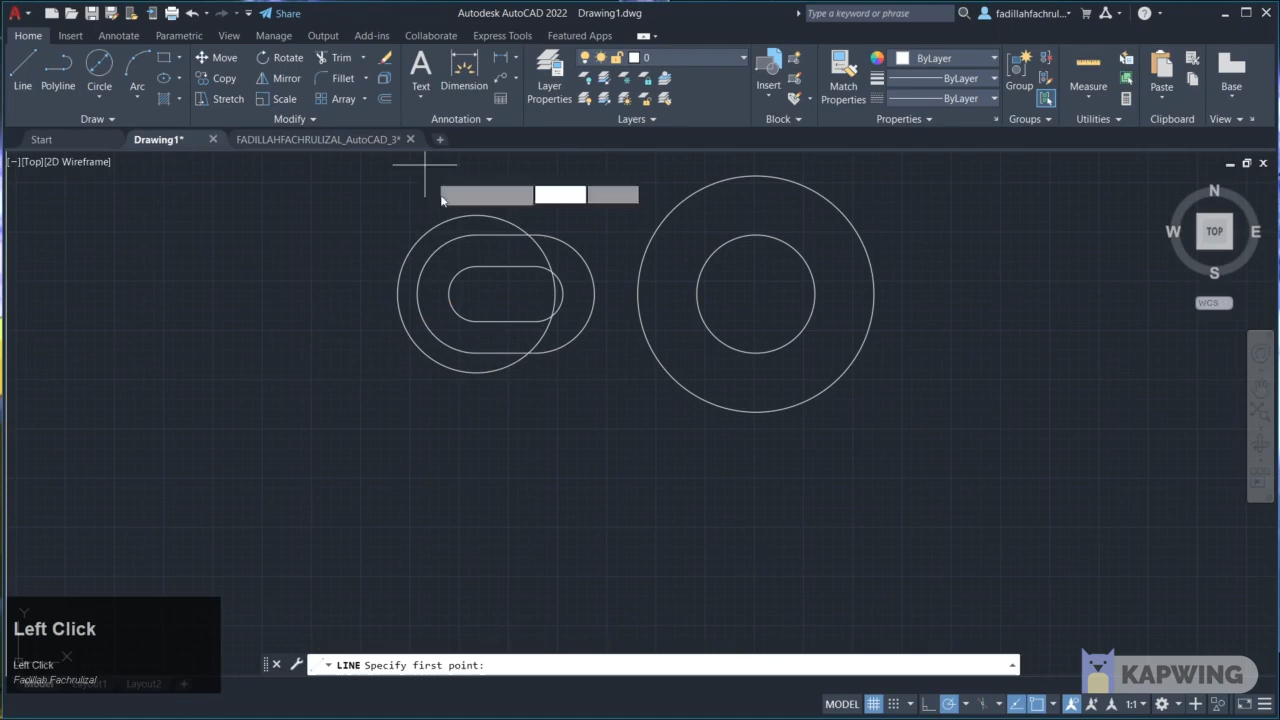 Share
Autodesk AutoCAD 2022 Drawing1.dwg
Type a keyword or phrase
fadillahfachrul...
Home Insert Annotate Parametric View Manage Output Add-ins Collaborate Express Tools Featured Apps
Line Polyline Circle Arc
Move Rotate Trim
Copy Mirror Fillet
Stretch Scale Array
Text Dimension
Layer Properties
0
Insert
Match Properties
ByLayer
ByLayer
ByLayer
Group
Measure
Paste
Base
Draw Modify Annotation Layers Block Properties Groups Utilities Clipboard View
Start Drawing1* FADILLAHFACHRULIZAL_AutoCAD_3*
[−][Top][2D Wireframe]
N
W TOP E
S
WCS
Y
Left Click
Left Click
X
Fadillah Fachrulizal
Model Layout1 Layout2
LINE Specify first point:
KAPWING
MODEL
1:1